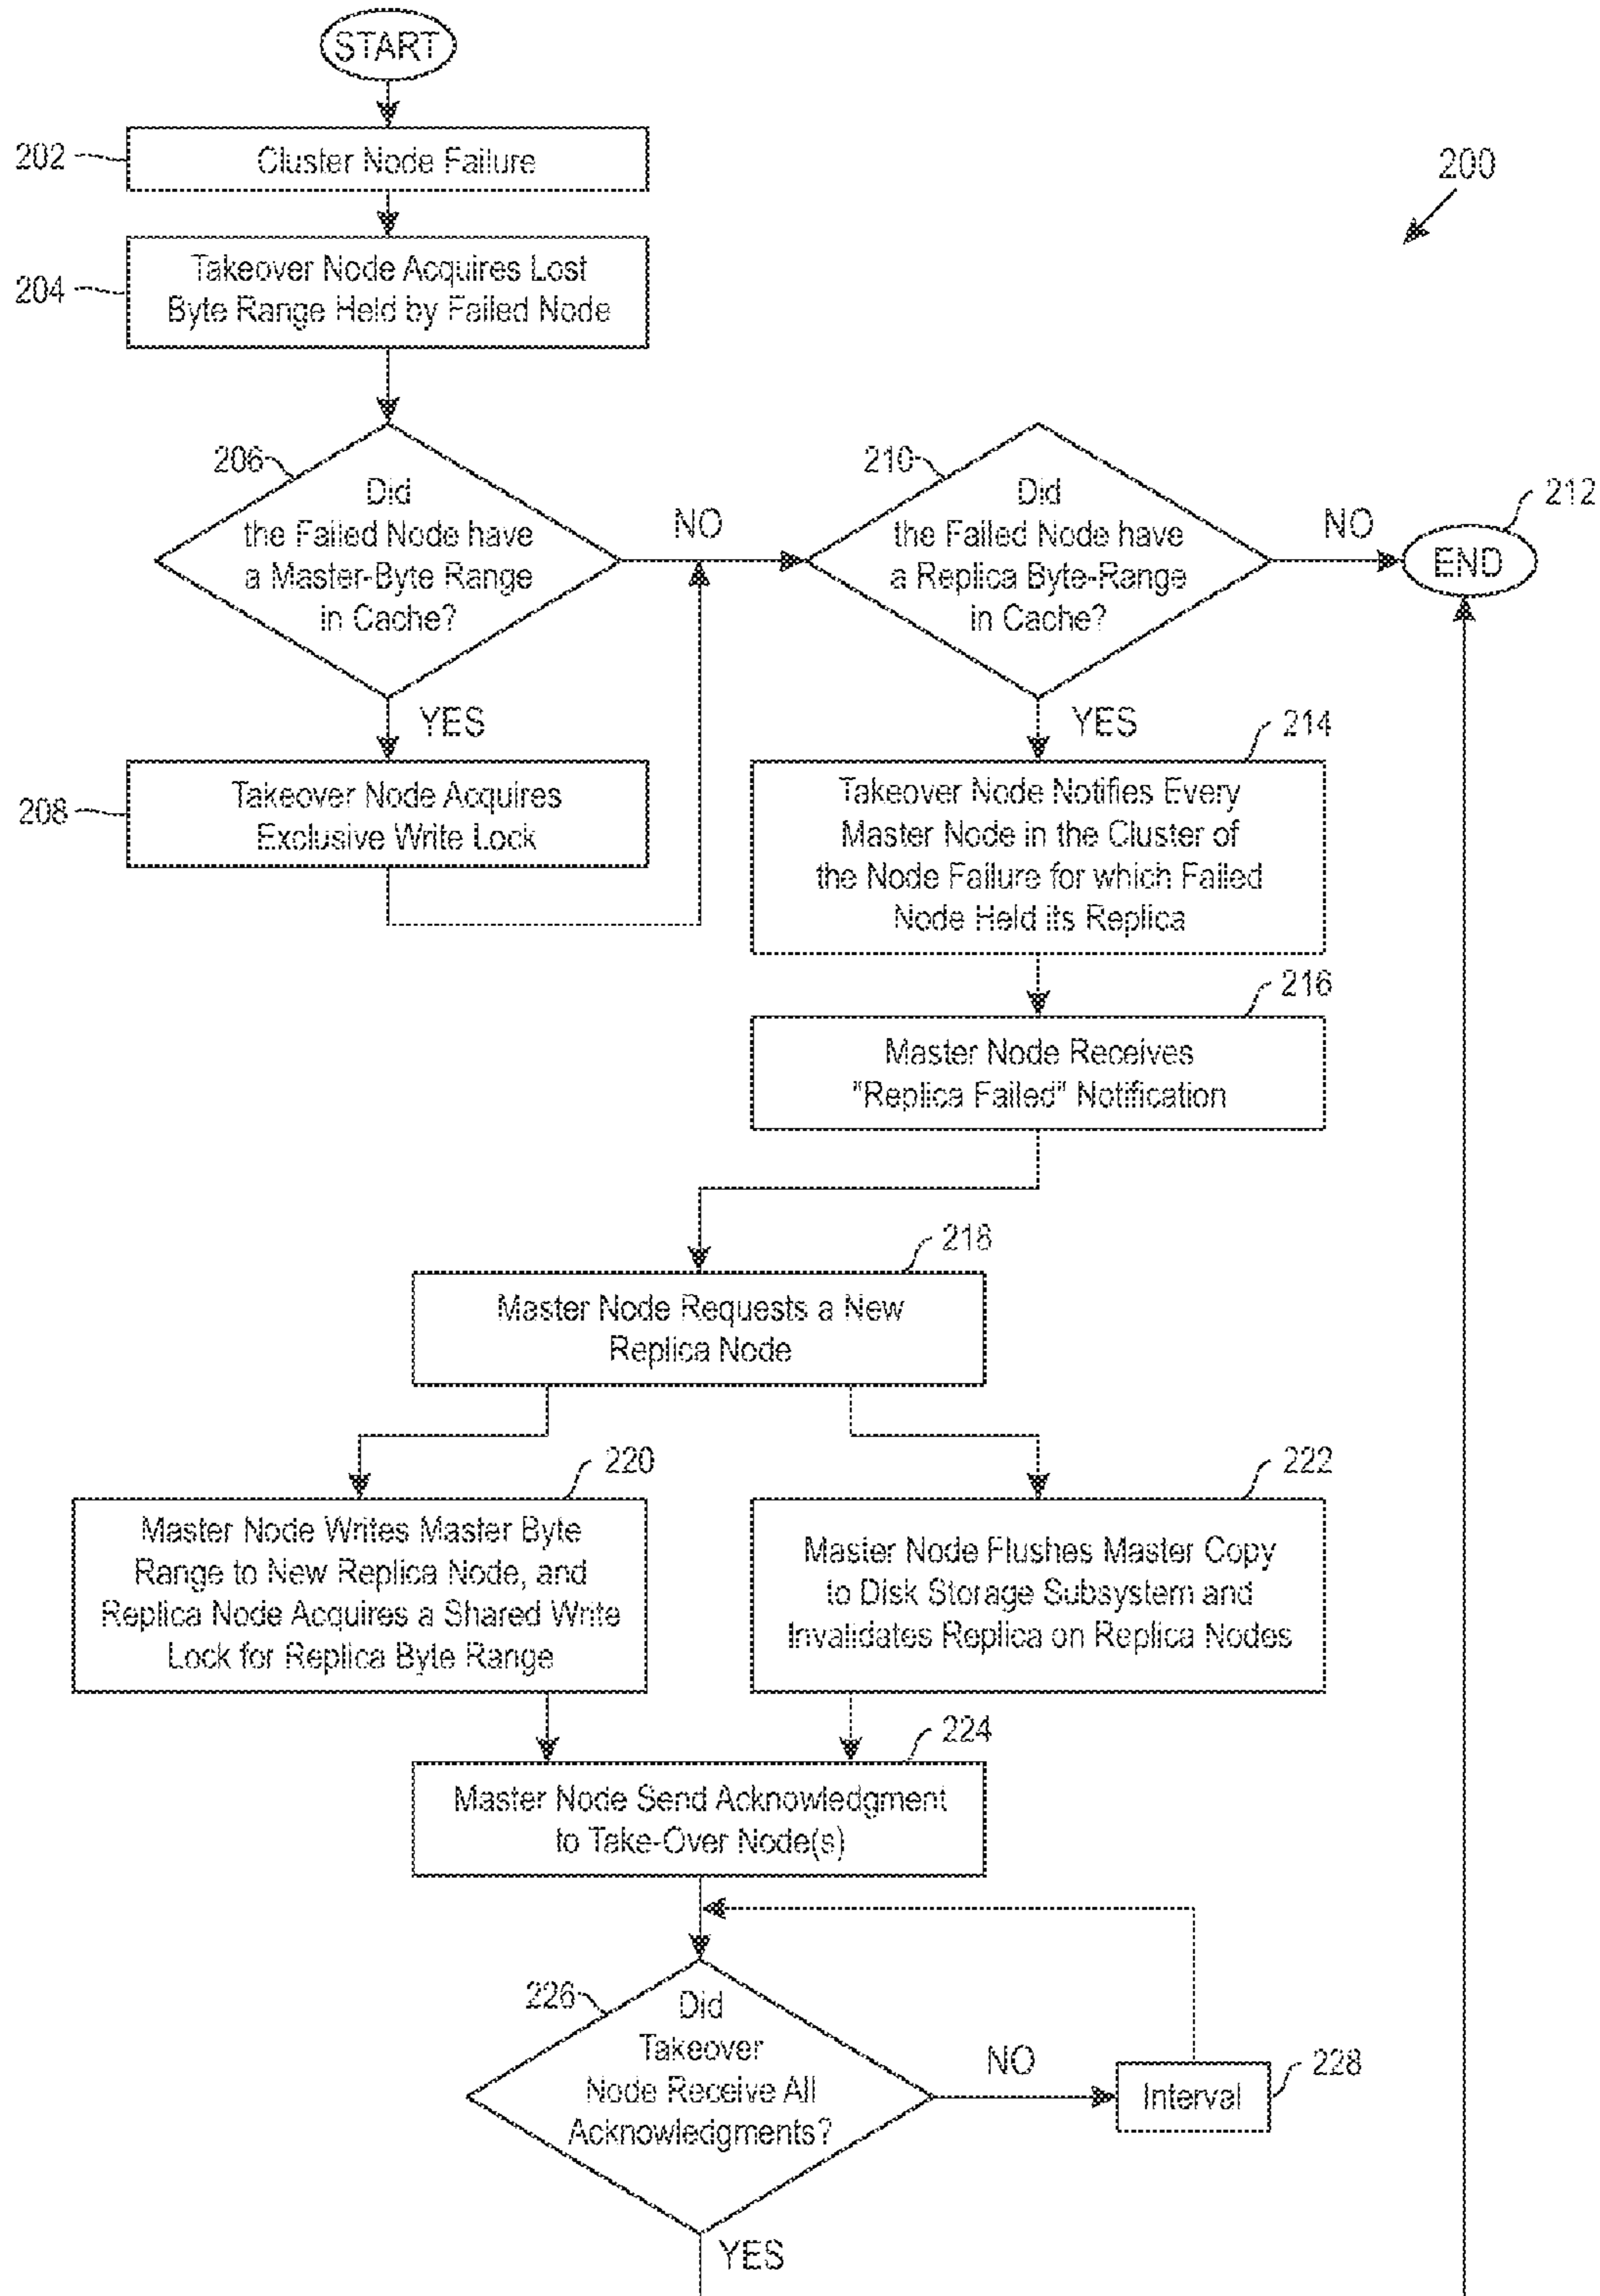 START
202
Cluster Node Failure
200
204
Takeover Node Acquires Lost
Byte Range Held by Failed Node
206
Did
the Failed Node have
a Master-Byte Range
in Cache?
NO
210
Did
the Failed Node have
a Replica Byte-Range
in Cache?
NO
212
END
YES
YES
208
Takeover Node Acquires
Exclusive Write Lock
214
Takeover Node Notifies Every
Master Node in the Cluster of
the Node Failure for which Failed
Node Held its Replica
216
Master Node Receives
"Replica Failed" Notification
218
Master Node Requests a New
Replica Node
220
Master Node Writes Master Byte
Range to New Replica Node, and
Replica Node Acquires a Shared Write
Lock for Replica Byte Range
222
Master Node Flushes Master Copy
to Disk Storage Subsystem and
Invalidates Replica on Replica Nodes
224
Master Node Send Acknowledgment
to Take-Over Node(s)
226
Did
Takeover
Node Receive All
Acknowledgments?
NO
Interval
228
YES